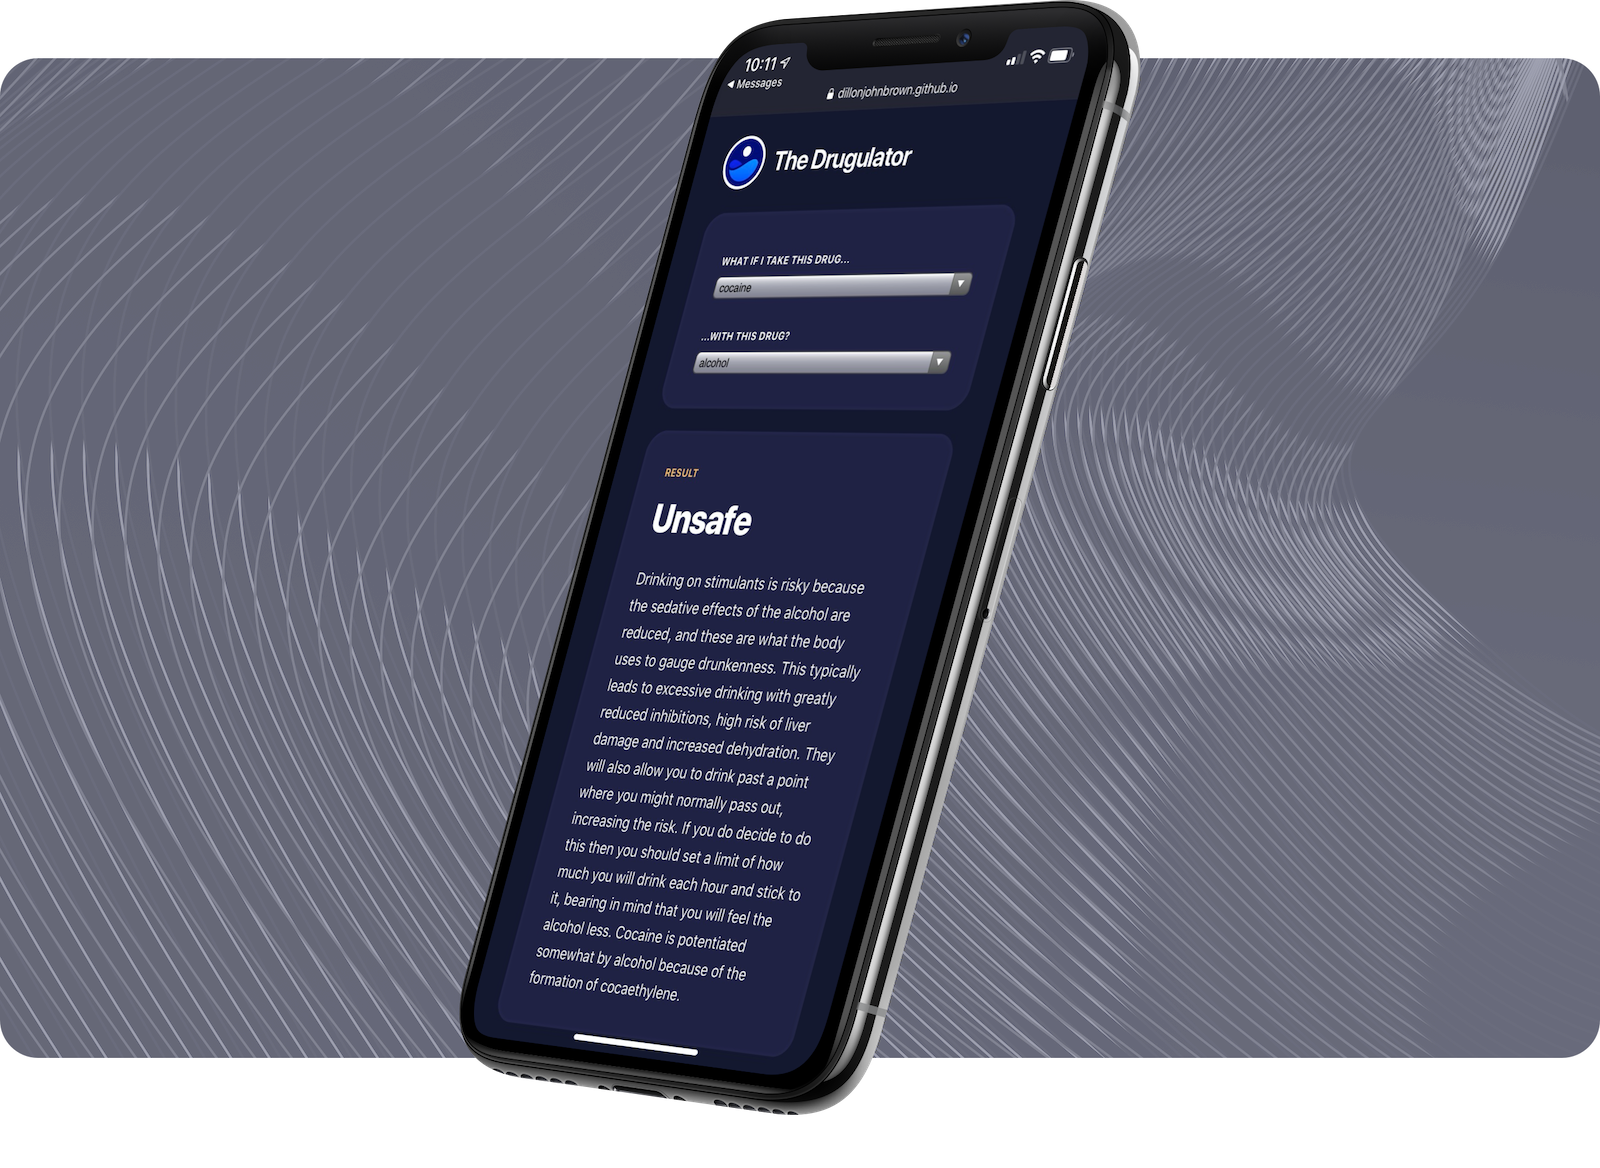 10:11
◀ Messages
dillonjohnbrown.github.io
The Drugulator
WHAT IF I TAKE THIS DRUG...
cocaine
...WITH THIS DRUG?
alcohol
RESULT
Unsafe
Drinking on stimulants is risky because
the sedative effects of the alcohol are
reduced, and these are what the body
uses to gauge drunkenness. This typically
leads to excessive drinking with greatly
reduced inhibitions, high risk of liver
damage and increased dehydration. They
will also allow you to drink past a point
where you might normally pass out,
increasing the risk. If you do decide to do
this then you should set a limit of how
much you will drink each hour and stick to
it, bearing in mind that you will feel the
alcohol less. Cocaine is potentiated
somewhat by alcohol because of the
formation of cocaethylene.